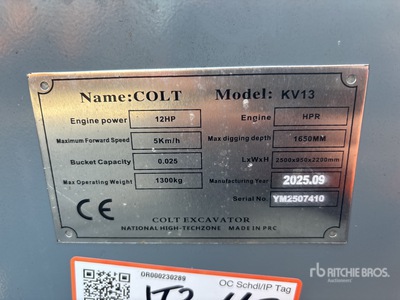 Name:COLT Model: KV13
Engine power 12HP Engine HPR
Maximum Forward Speed 5Km/h Max digging depth 1650MM
Bucket Capacity 0.025 LxWxH 2500x950x2200mm
Max Operating Weight 1300kg Manufacturing Year 2025.09
Serial No YM2507410
CE
COLT EXCAVATOR
NATIONAL HIGH-TECHZONE MADE IN PRC
OR000230289 OC Schdl/IP Tag
rb RITCHIE BROS.